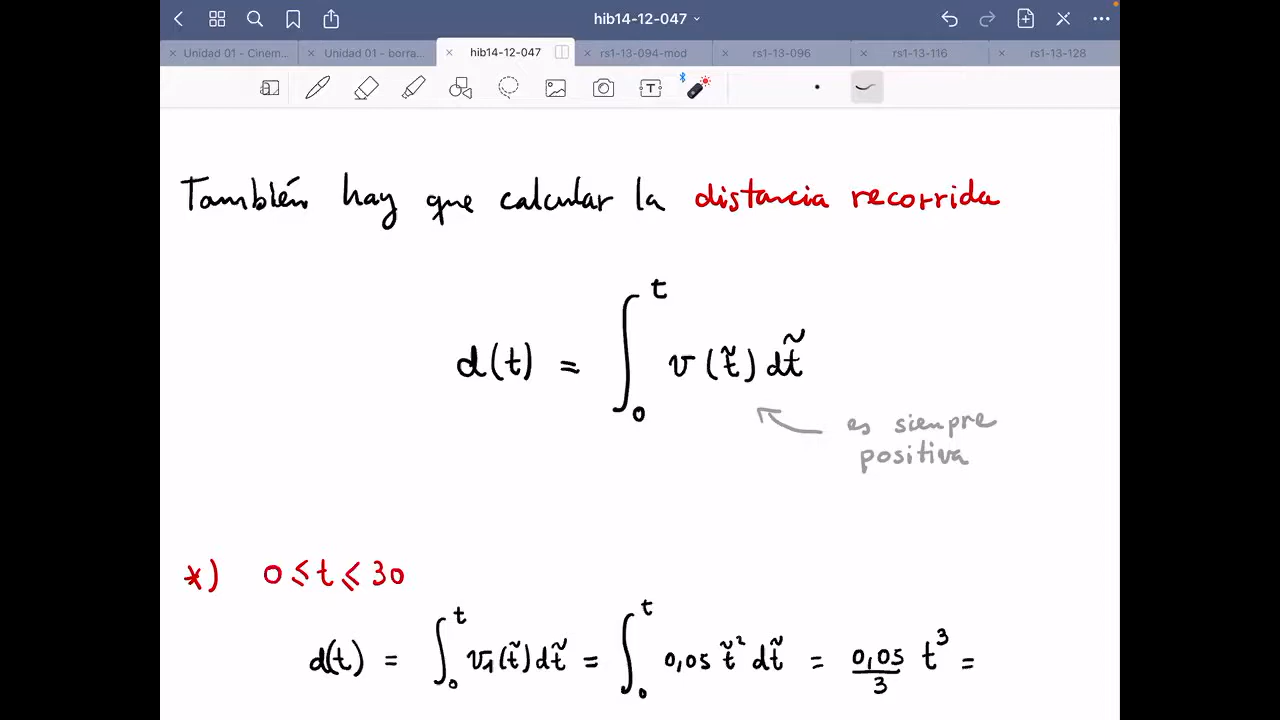 hib14-12-047
Unidad 01 - Cinem...
Unidad 01 - borra...
hib14-12-047
rs1-13-094-mod
rs1-13-096
rs1-13-116
rs1-13-128
También hay que calcular la distancia recorrida
d(t) = ∫₀ᵗ v(t̃) dt̃
es siempre
positiva
*) 0 ≤ t ≤ 30
d(t) = ∫₀ᵗ v₁(t̃) dt̃ = ∫₀ᵗ 0,05 t̃² dt̃ = 0,05/3 t³ =